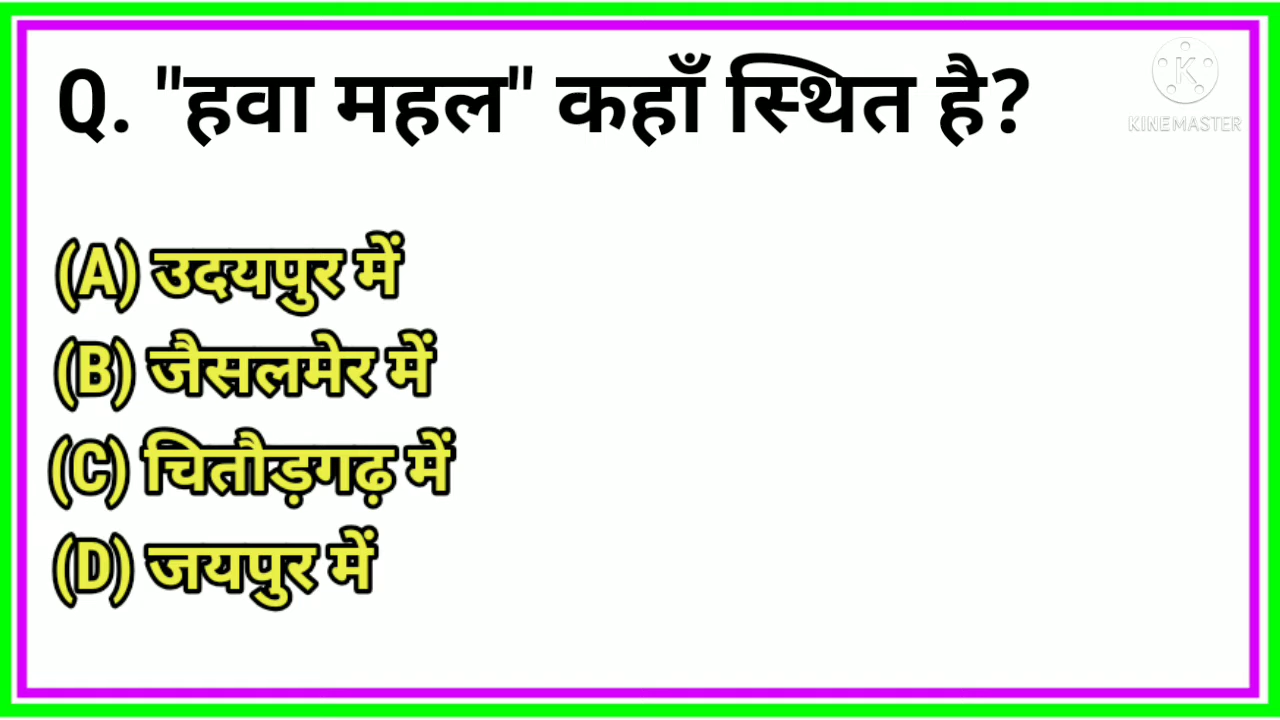 Q. "हवा महल" कहाँ स्थित है?
KINEMASTER
(A) उदयपुर में
(B) जैसलमेर में
(C) चितौड़गढ़ में
(D) जयपुर में